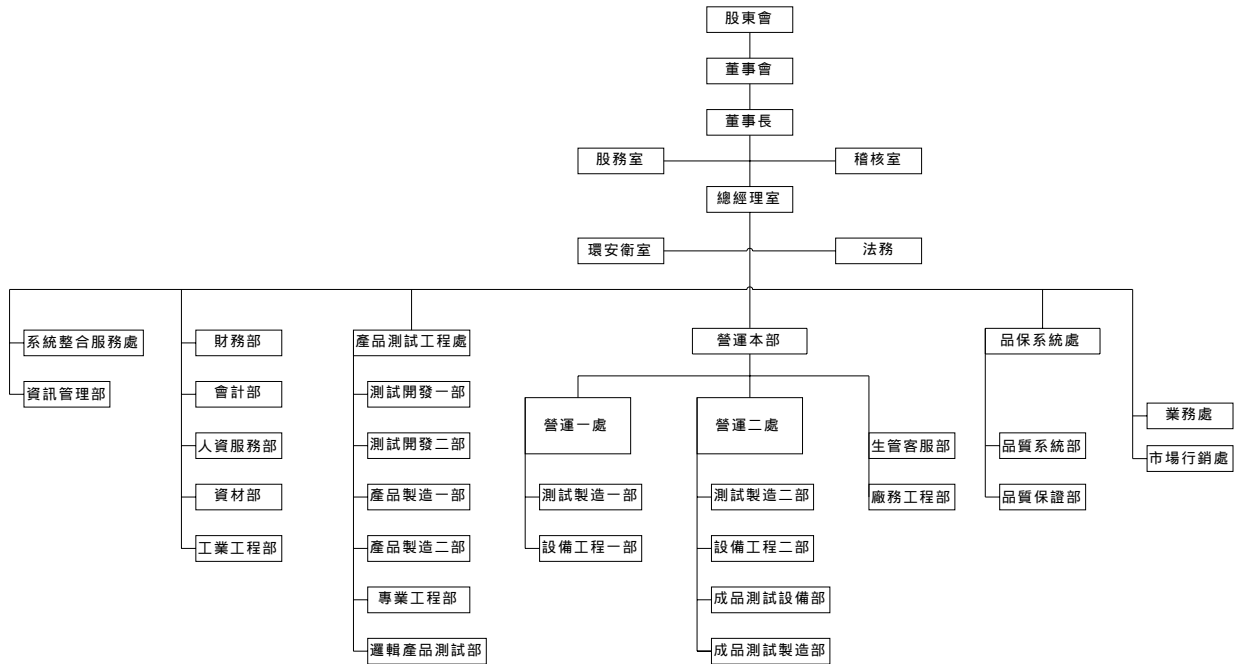 股東會
董事會
董事長
股務室
稽核室
總經理室
環安衛室
法務
系統整合服務處
資訊管理部
財務部
會計部
人資服務部
資材部
工業工程部
產品測試工程處
測試開發一部
測試開發二部
產品製造一部
產品製造二部
專業工程部
邏輯產品測試部
營運本部
營運一處
測試製造一部
設備工程一部
營運二處
測試製造二部
設備工程二部
成品測試設備部
成品測試製造部
生管客服部
廠務工程部
品保系統處
品質系統部
品質保證部
業務處
市場行銷處